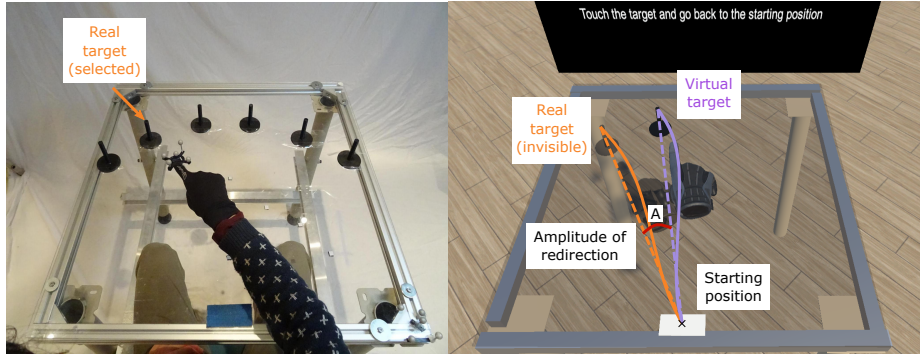 Real
target
(selected)
Touch the target and go back to the starting position
Virtual
target
Real
target
(invisible)
A
Amplitude of
redirection
Starting
position